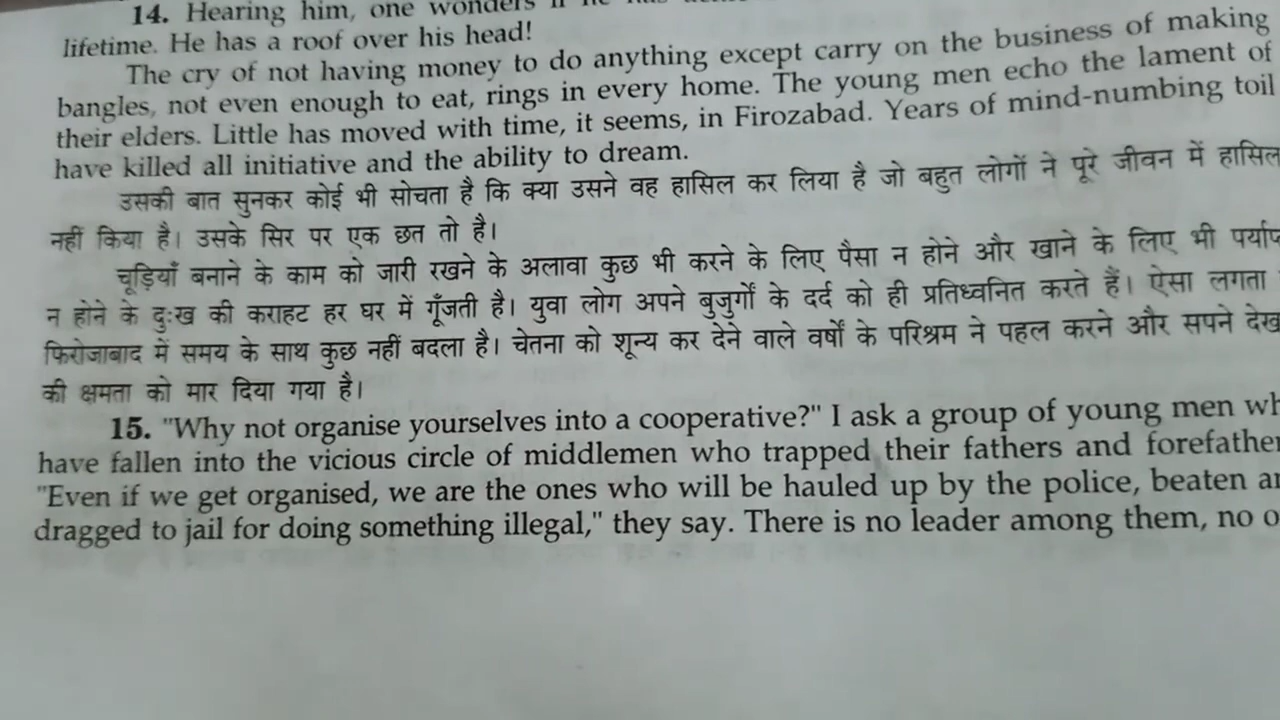 14. Hearing him, one wonders if he has
lifetime. He has a roof over his head!
The cry of not having money to do anything except carry on the business of making
bangles, not even enough to eat, rings in every home. The young men echo the lament of
their elders. Little has moved with time, it seems, in Firozabad. Years of mind-numbing toil
have killed all initiative and the ability to dream.
उसकी बात सुनकर कोई भी सोचता है कि क्या उसने वह हासिल कर लिया है जो बहुत लोगों ने पूरे जीवन में हासिल
नहीं किया है। उसके सिर पर एक छत तो है।
चूड़ियाँ बनाने के काम को जारी रखने के अलावा कुछ भी करने के लिए पैसा न होने और खाने के लिए भी
न होने के दुःख की कराहट हर घर में गूँजती है। युवा लोग अपने बुजुर्गों के दर्द को ही प्रतिध्वनित करते हैं। ऐसा लगता
फिरोजाबाद में समय के साथ कुछ नहीं बदला है। चेतना को शून्य कर देने वाले वर्षों के परिश्रम ने पहल करने और सपने
की क्षमता को मार दिया गया है।
15. "Why not organise yourselves into a cooperative?" I ask a group of young men
have fallen into the vicious circle of middlemen who trapped their fathers and
"Even if we get organised, we are the ones who will be hauled up by the police, beaten
dragged to jail for doing something illegal," they say. There is no leader among them, no